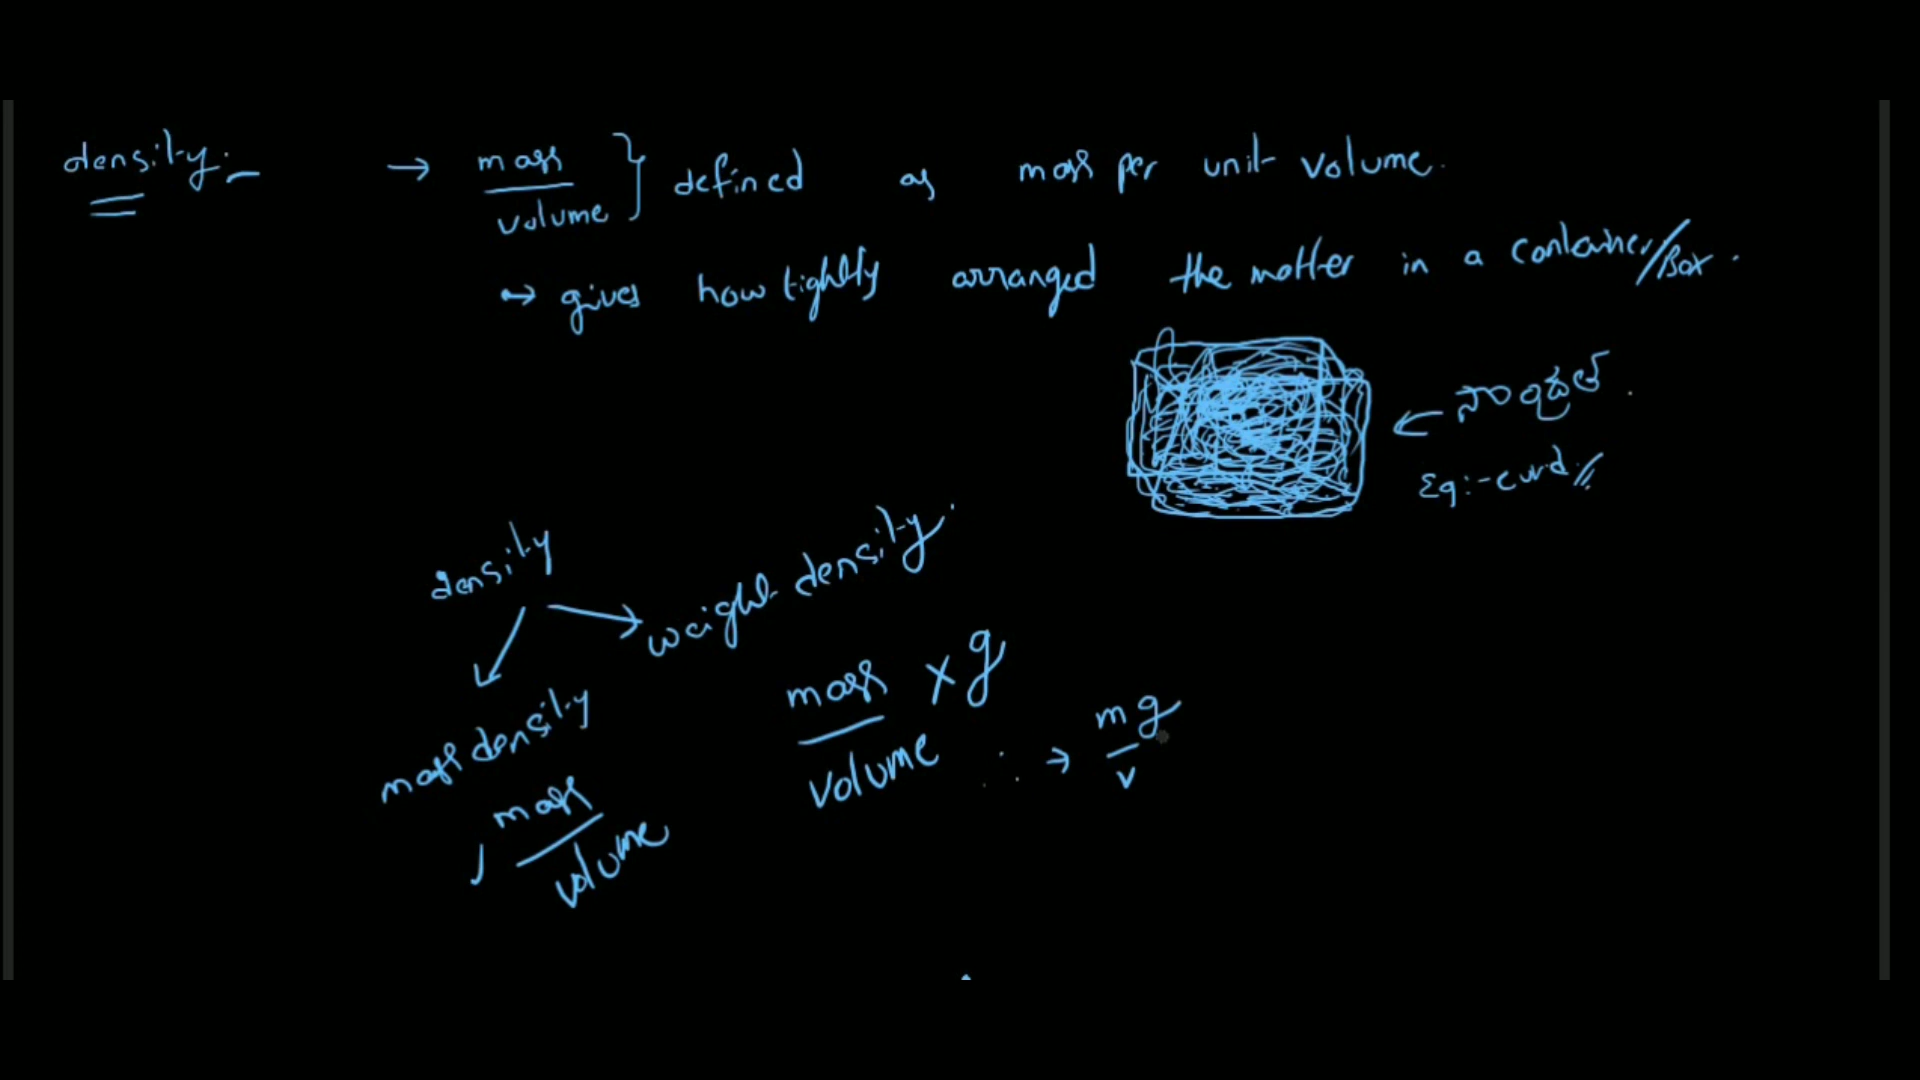 density:-
→ mass / volume } defined as mass per unit volume.
↔ gives how tightly arranged the matter in a container/Box.
←
Eg:- curd //
density
weight density.
mass density
mass / volume
mass / volume × g
∴ → mg / v